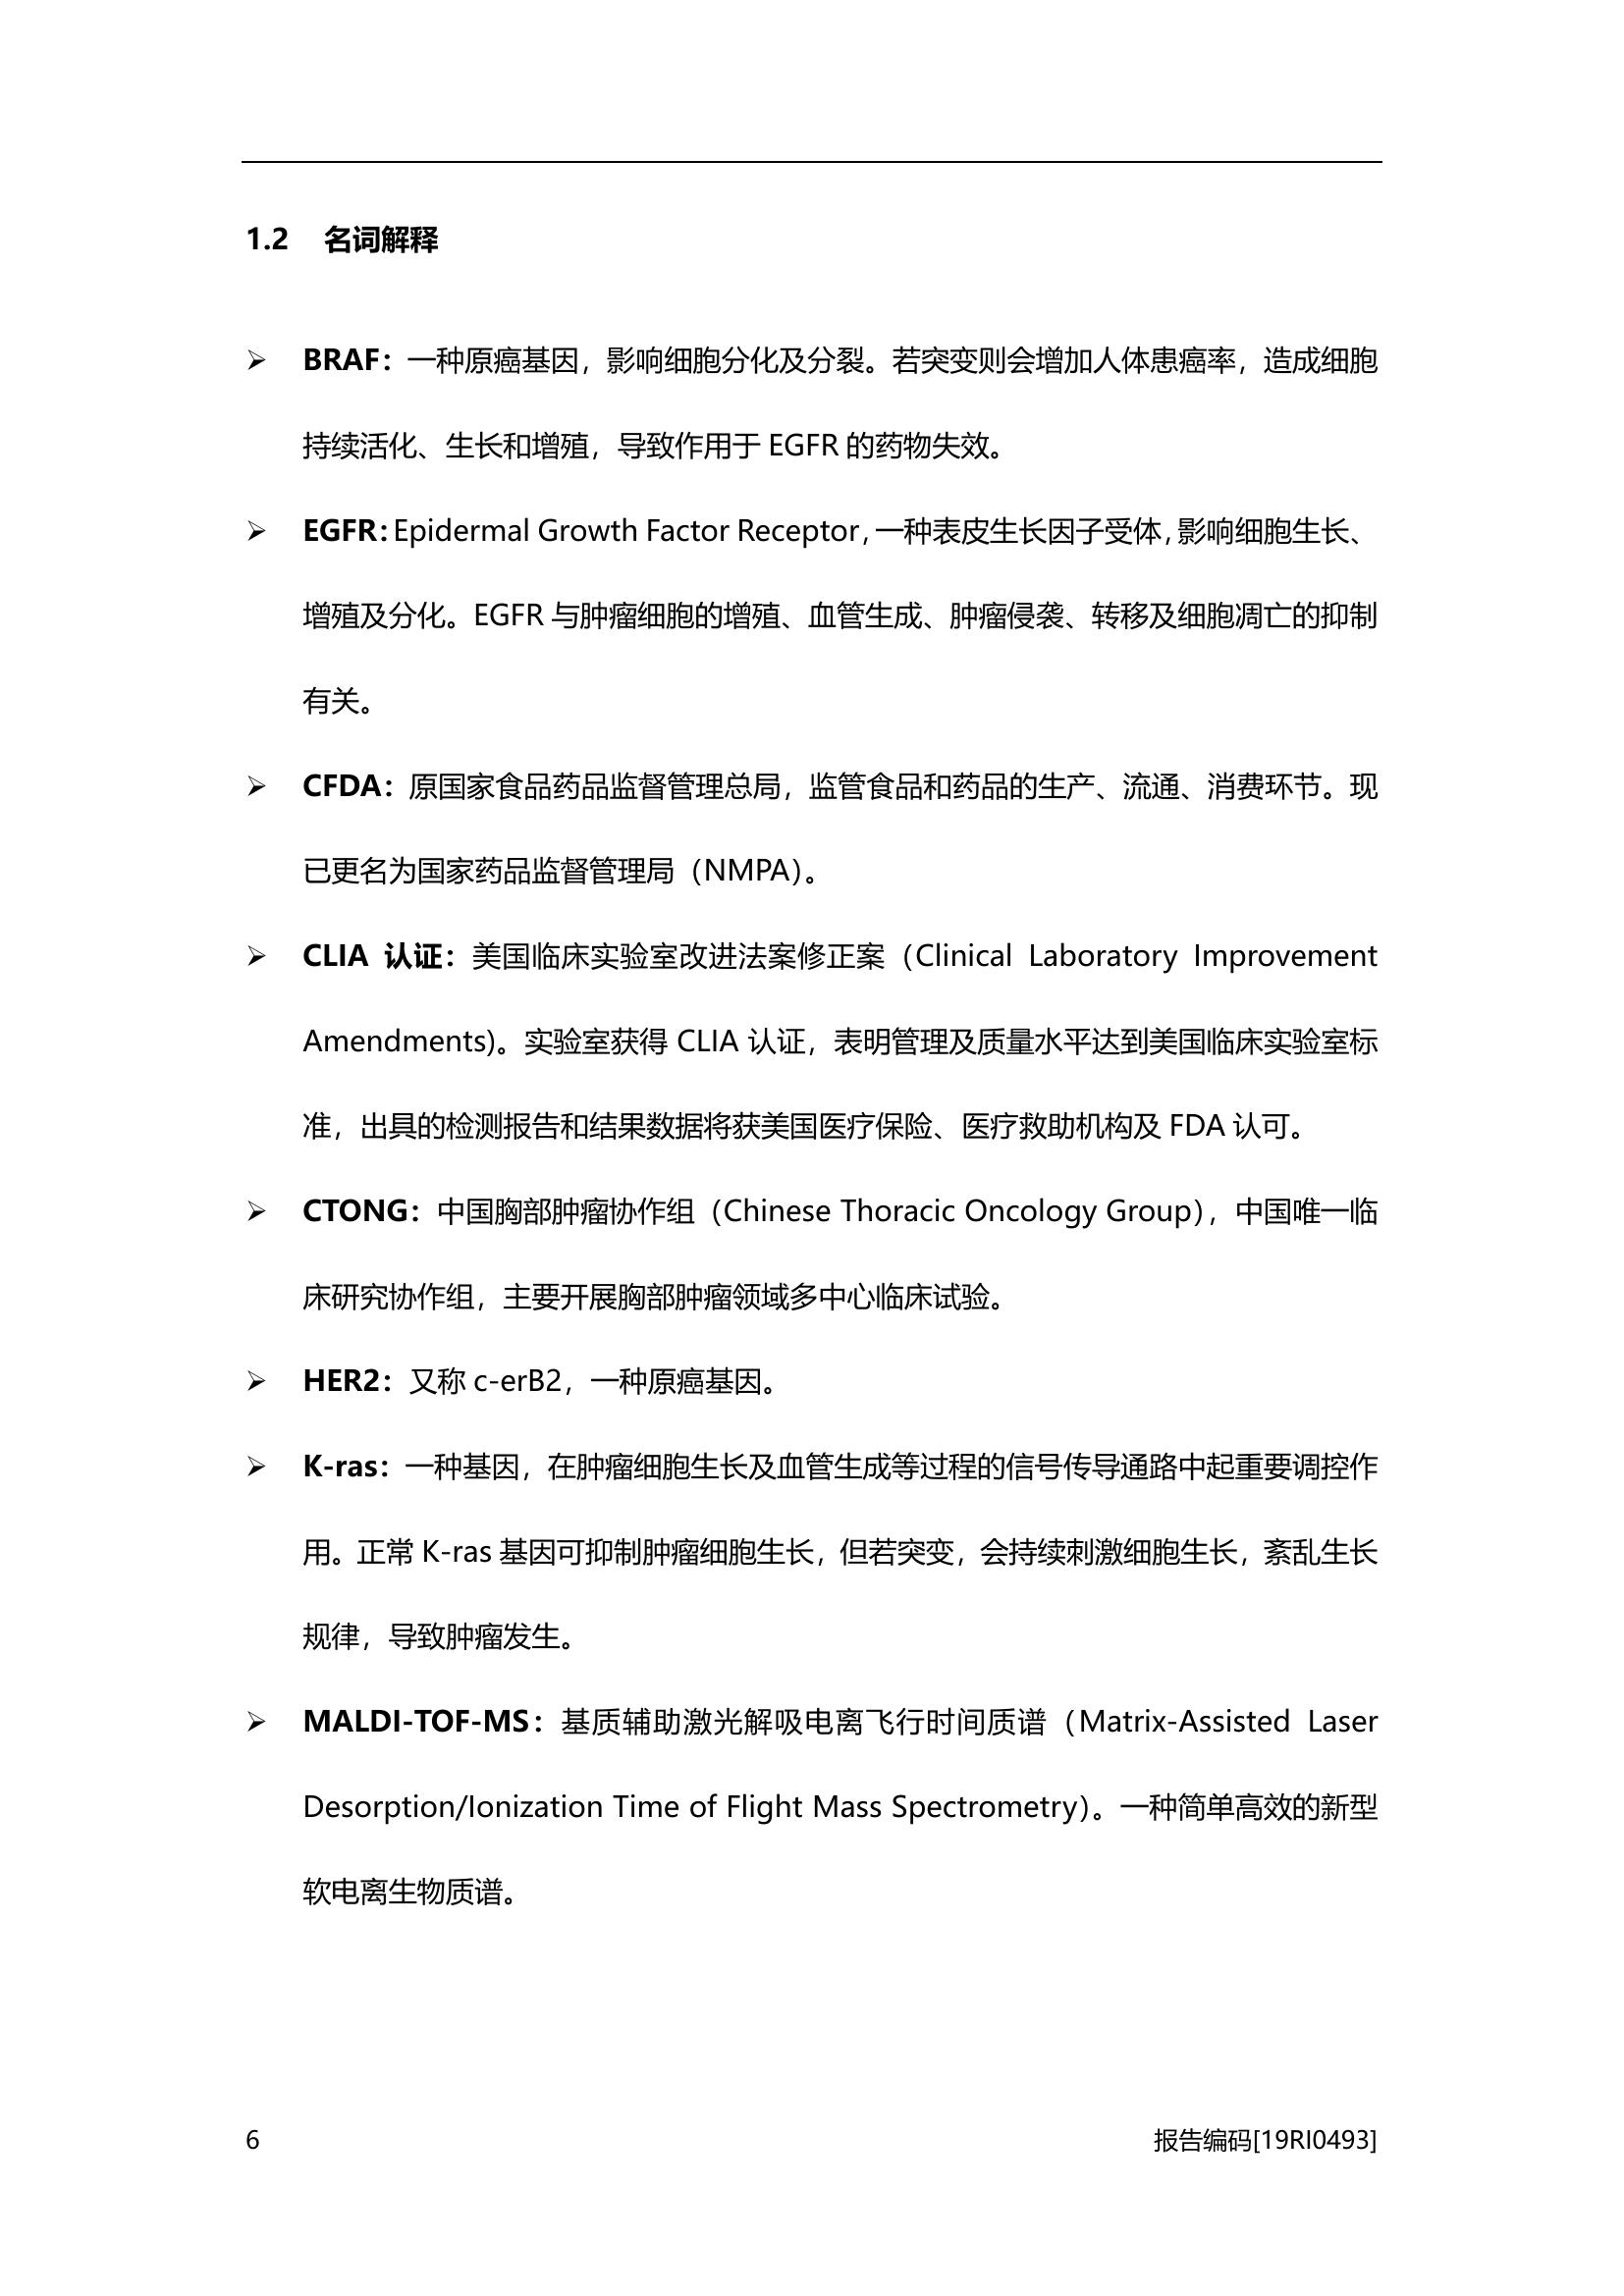 1.2 名词解释
➢ BRAF：一种原癌基因，影响细胞分化及分裂。若突变则会增加人体患癌率，造成细胞
持续活化、生长和增殖，导致作用于 EGFR 的药物失效。
➢ EGFR：Epidermal Growth Factor Receptor，一种表皮生长因子受体，影响细胞生长、
增殖及分化。EGFR 与肿瘤细胞的增殖、血管生成、肿瘤侵袭、转移及细胞凋亡的抑制
有关。
➢ CFDA：原国家食品药品监督管理总局，监管食品和药品的生产、流通、消费环节。现
已更名为国家药品监督管理局（NMPA）。
➢ CLIA 认证：美国临床实验室改进法案修正案（Clinical Laboratory Improvement
Amendments)。实验室获得 CLIA 认证，表明管理及质量水平达到美国临床实验室标
准，出具的检测报告和结果数据将获美国医疗保险、医疗救助机构及 FDA 认可。
➢ CTONG：中国胸部肿瘤协作组（Chinese Thoracic Oncology Group），中国唯一临
床研究协作组，主要开展胸部肿瘤领域多中心临床试验。
➢ HER2：又称 c-erB2，一种原癌基因。
➢ K-ras：一种基因，在肿瘤细胞生长及血管生成等过程的信号传导通路中起重要调控作
用。正常 K-ras 基因可抑制肿瘤细胞生长，但若突变，会持续刺激细胞生长，紊乱生长
规律，导致肿瘤发生。
➢ MALDI-TOF-MS：基质辅助激光解吸电离飞行时间质谱（Matrix-Assisted Laser
Desorption/Ionization Time of Flight Mass Spectrometry）。一种简单高效的新型
软电离生物质谱。
6 报告编码[19RI0493]